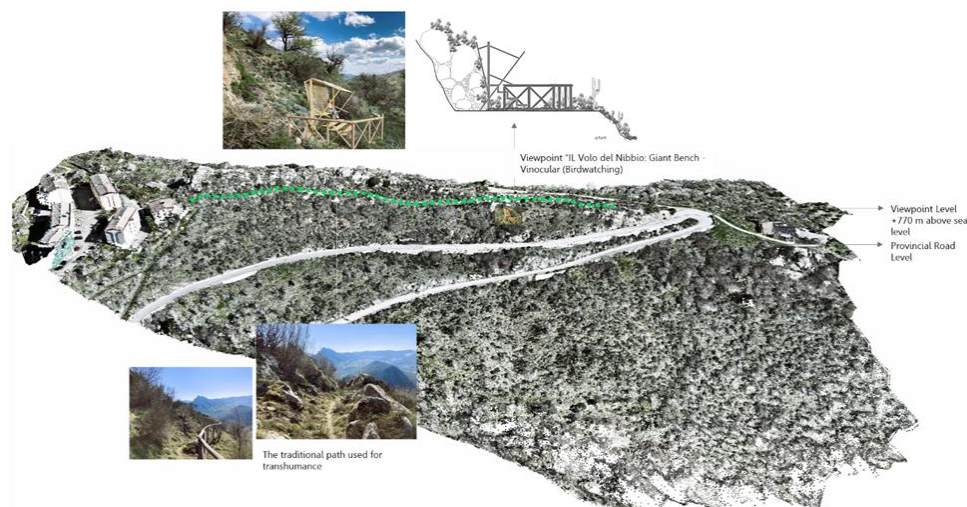 Viewpoint "IL Volo del Nibbio: Giant Bench -
Vinocular (Birdwatching)
Viewpoint Level
+770 m above sea
level
Provincial Road
Level
The traditional path used for
transhumance